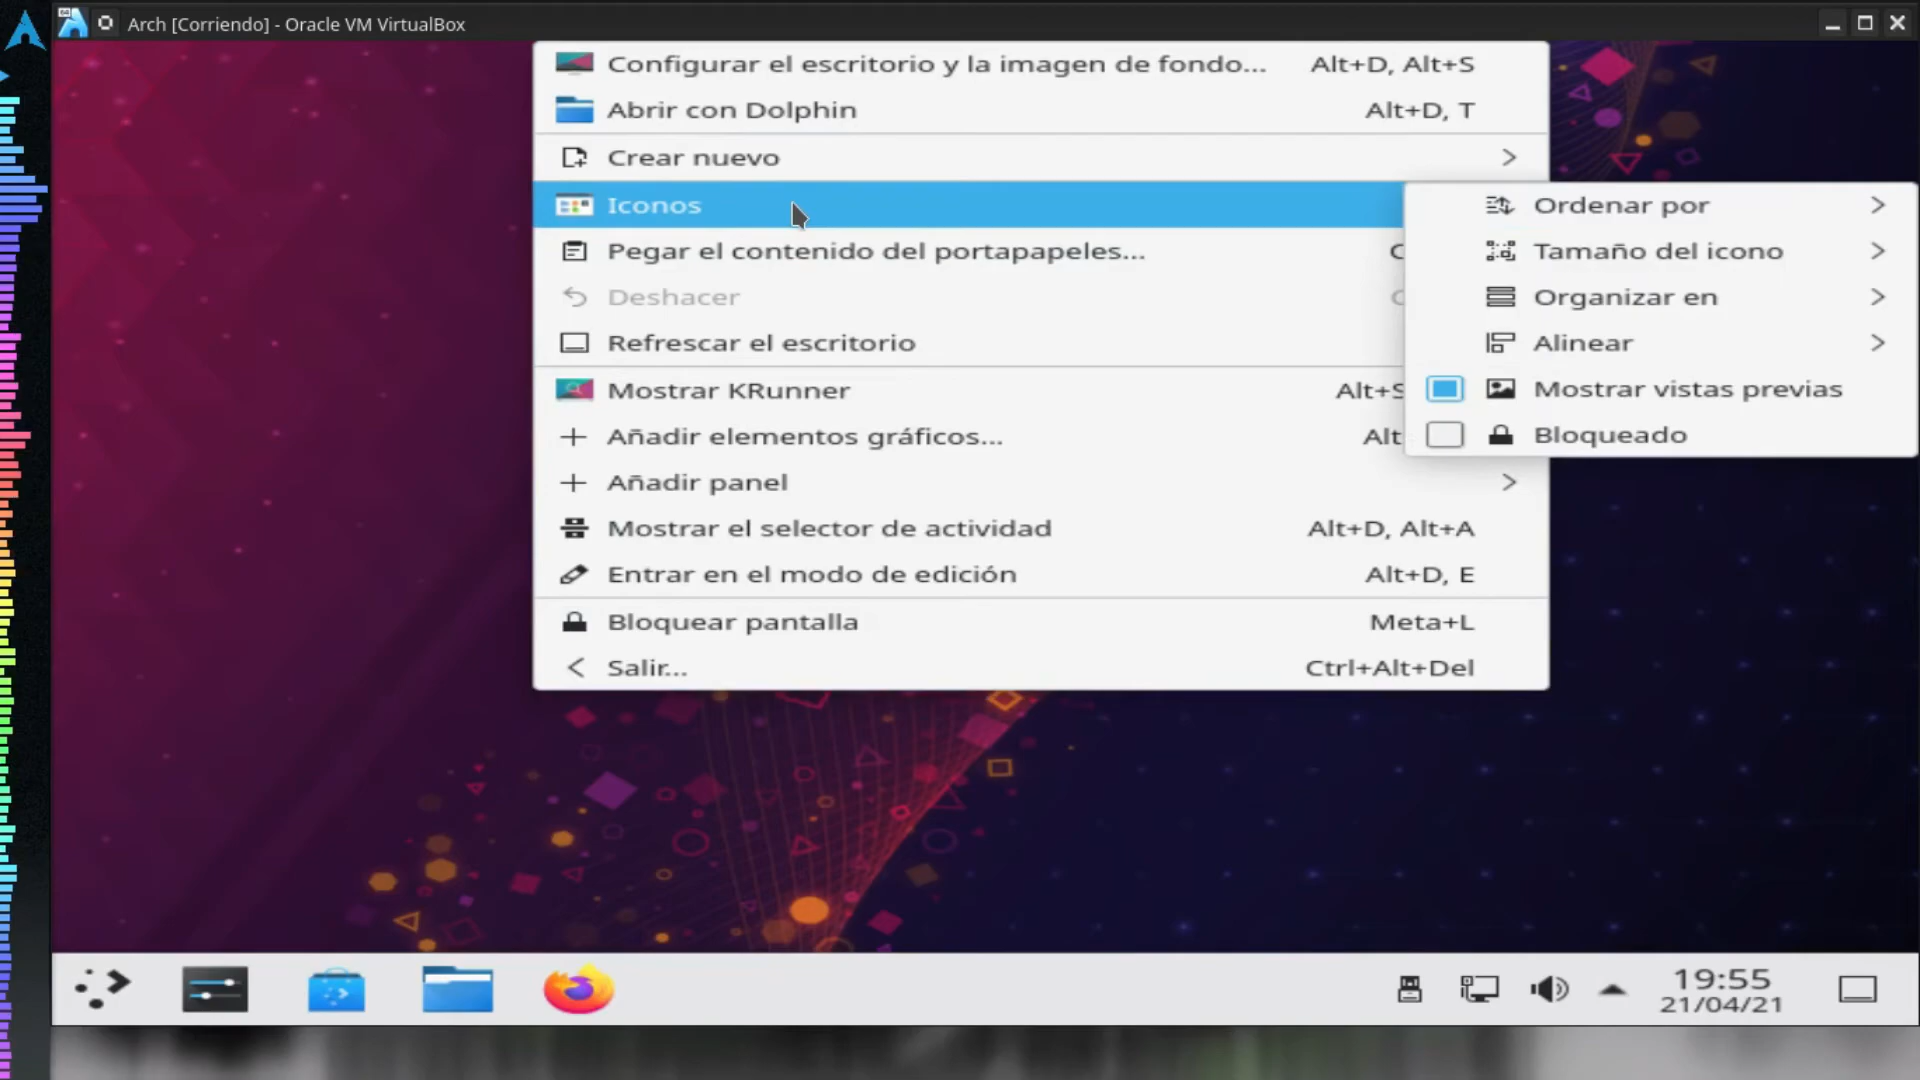 Arch [Corriendo] - Oracle VM VirtualBox
Configurar el escritorio y la imagen de fondo... Alt+D, Alt+S
Abrir con Dolphin Alt+D, T
Crear nuevo
Iconos
Pegar el contenido del portapapeles... C
Deshacer C
Refrescar el escritorio
Mostrar KRunner Alt+S
Añadir elementos gráficos... Alt
Añadir panel
Mostrar el selector de actividad Alt+D, Alt+A
Entrar en el modo de edición Alt+D, E
Bloquear pantalla Meta+L
Salir... Ctrl+Alt+Del
Ordenar por
Tamaño del icono
Organizar en
Alinear
Mostrar vistas previas
Bloqueado
19:55
21/04/21